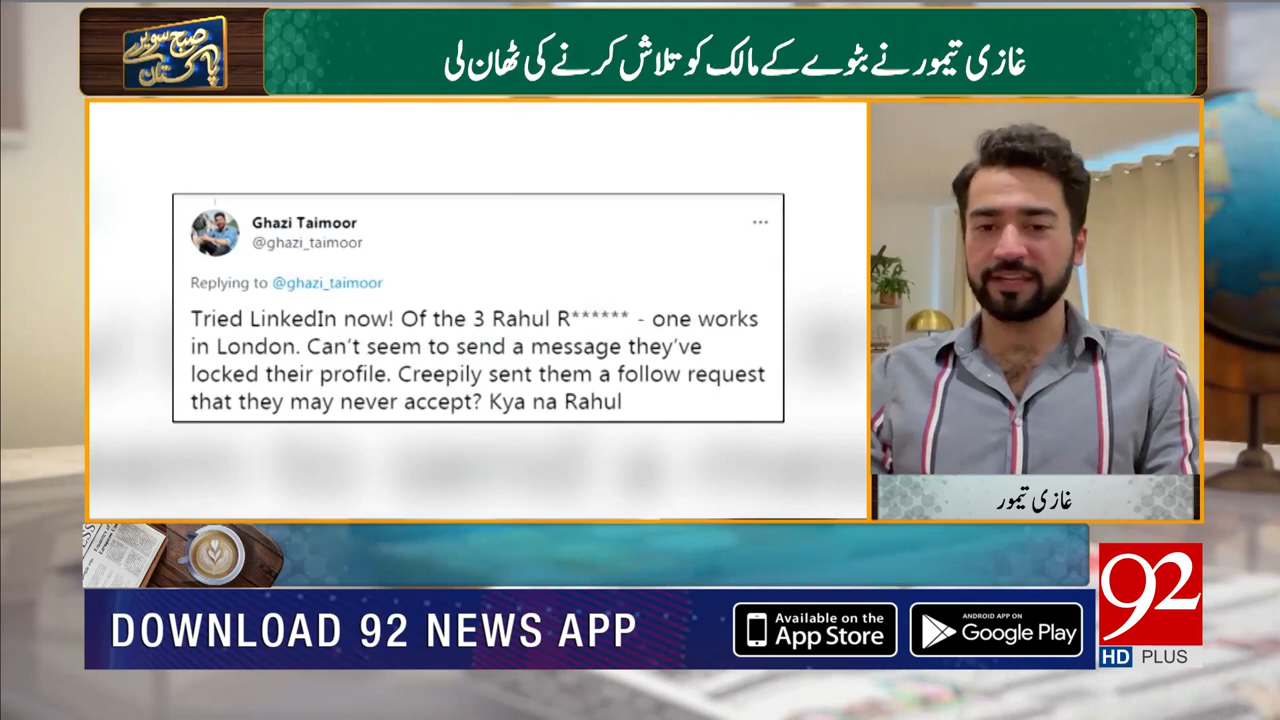 صبح سویرے پاکستان
غازی تیمور نے بٹوے کے مالک کو تلاش کرنے کی ٹھان لی
Ghazi Taimoor
@ghazi_taimoor
Replying to @ghazi_taimoor
Tried LinkedIn now! Of the 3 Rahul R****** - one works
in London. Can't seem to send a message they've
locked their profile. Creepily sent them a follow request
that they may never accept? Kya na Rahul
غازی تیمور
DOWNLOAD 92 NEWS APP
Available on the
App Store
ANDROID APP ON
Google Play
92
HD PLUS